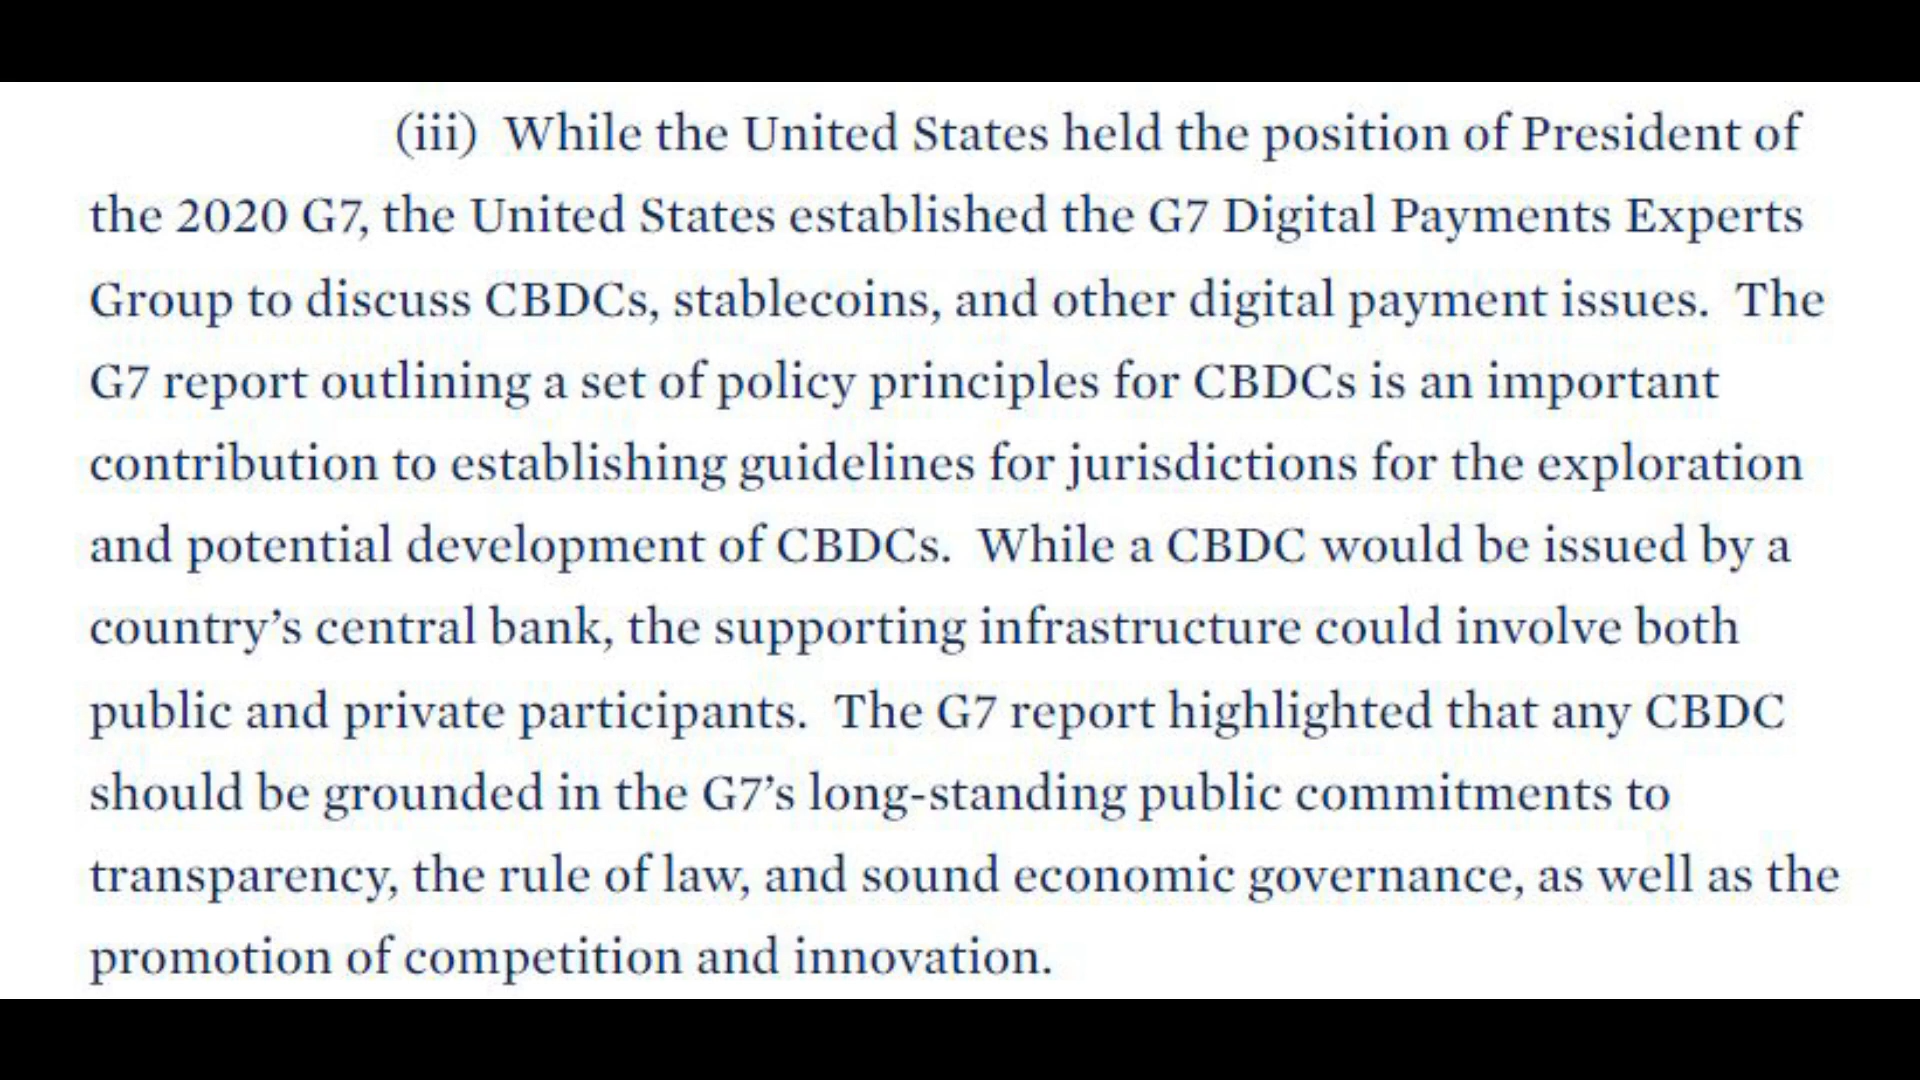 (iii)  While the United States held the position of President of
the 2020 G7, the United States established the G7 Digital Payments Experts
Group to discuss CBDCs, stablecoins, and other digital payment issues.  The
G7 report outlining a set of policy principles for CBDCs is an important
contribution to establishing guidelines for jurisdictions for the exploration
and potential development of CBDCs.  While a CBDC would be issued by a
country’s central bank, the supporting infrastructure could involve both
public and private participants.  The G7 report highlighted that any CBDC
should be grounded in the G7’s long-standing public commitments to
transparency, the rule of law, and sound economic governance, as well as the
promotion of competition and innovation.